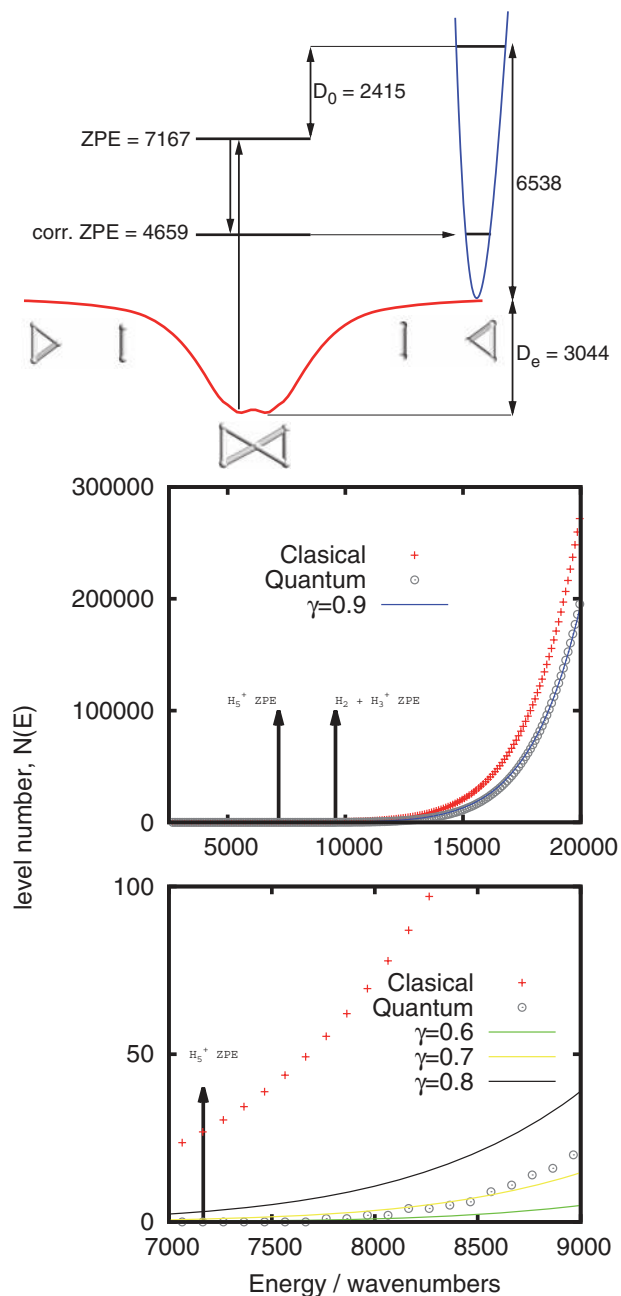 D0 = 2415
ZPE = 7167
6538
corr. ZPE = 4659
De = 3044
300000
Clasical
Quantum
γ=0.9
200000
H5+ ZPE
H2 + H3+ ZPE
100000
0
5000 10000 15000 20000
level number, N(E)
100
Clasical
Quantum
γ=0.6
γ=0.7
γ=0.8
50
H5+ ZPE
0
7000 7500 8000 8500 9000
Energy / wavenumbers